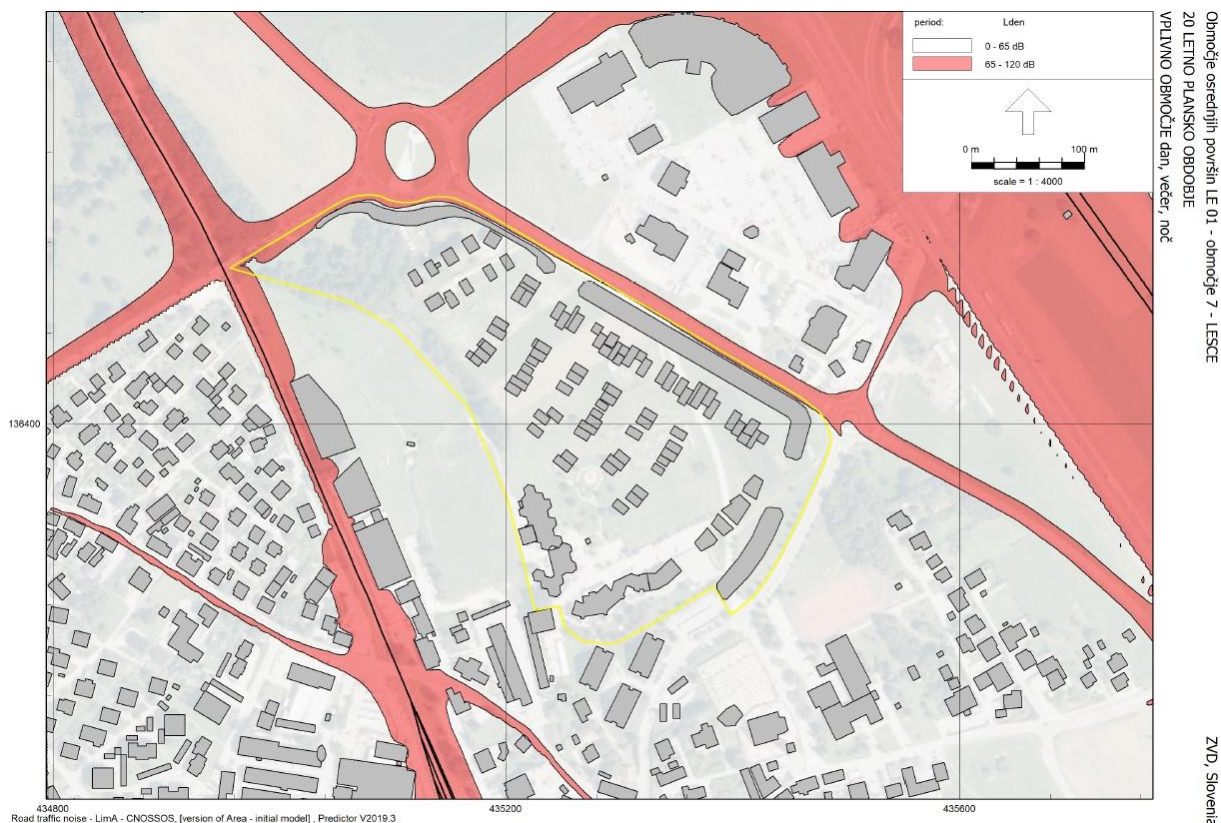 period: Lden
0 - 65 dB
65 - 120 dB
0 m 100 m
scale = 1 : 4000
Območje osrednjih površin LE 01 - območje 7 - LESCE
20 LETNO PLANSKO OBDOBJE
VPLIVNO OBMOČJE dan, večer, noč
136400
434800 435200 435600
Road traffic noise - LimA - CNOSSOS, [version of Area - initial model] , Predictor V2019.3
ZVD, Slovenia